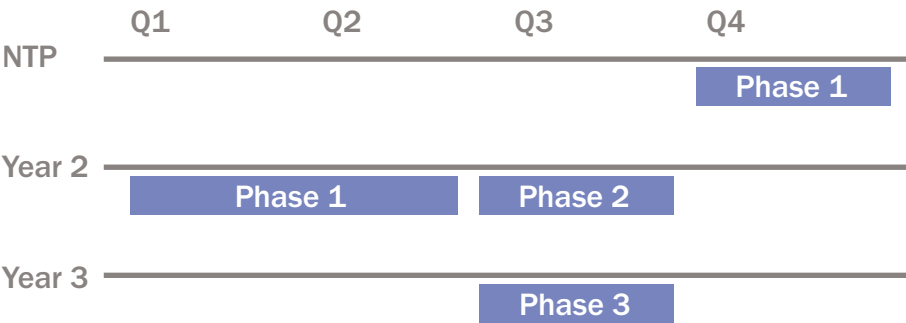 Q1 Q2 Q3 Q4
NTP
Phase 1
Year 2
Phase 1 Phase 2
Year 3
Phase 3